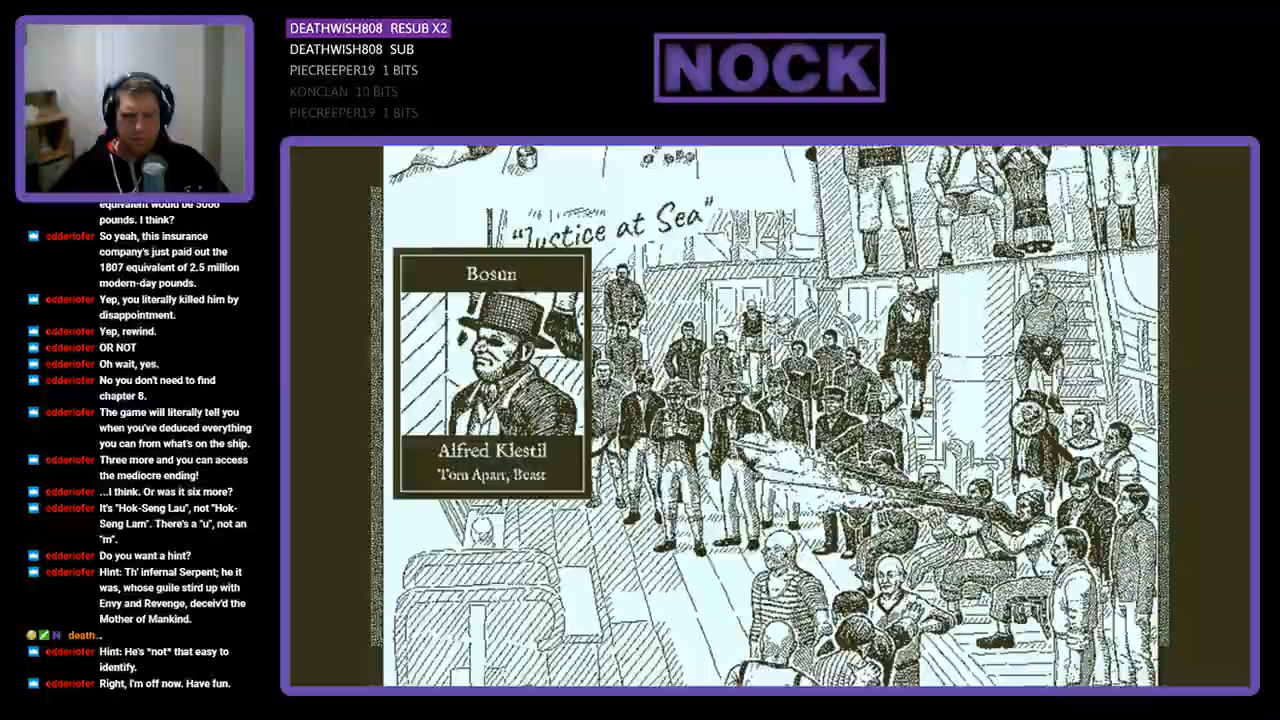 DEATHWISH808 RESUB X2
DEATHWISH808 SUB
PIECREEPER19 1 BITS
KONCLAN 10 BITS
PIECREEPER19 1 BITS
NOCK
equivalent would be 5000
pounds. I think?
edderiofer So yeah, this insurance
company's just paid out the
1807 equivalent of 2.5 million
modern-day pounds.
edderiofer Yep, you literally killed him by
disappointment.
edderiofer Yep, rewind.
edderiofer OR NOT
edderiofer Oh wait, yes.
edderiofer No you don't need to find
chapter 8.
edderiofer The game will literally tell you
when you've deduced everything
you can from what's on the ship.
edderiofer Three more and you can access
the mediocre ending!
edderiofer ...I think. Or was it six more?
edderiofer It's "Hok-Seng Lau", not "Hok-
Seng Lam". There's a "u", not an
"m".
edderiofer Do you want a hint?
edderiofer Hint: Th' infernal Serpent; he it
was, whose guile stird up with
Envy and Revenge, deceiv'd the
Mother of Mankind.
death..
edderiofer Hint: He's *not* that easy to
identify.
edderiofer Right, I'm off now. Have fun.
"Justice at Sea"
Bosun
Alfred Klestil
Torn Apart, Beast